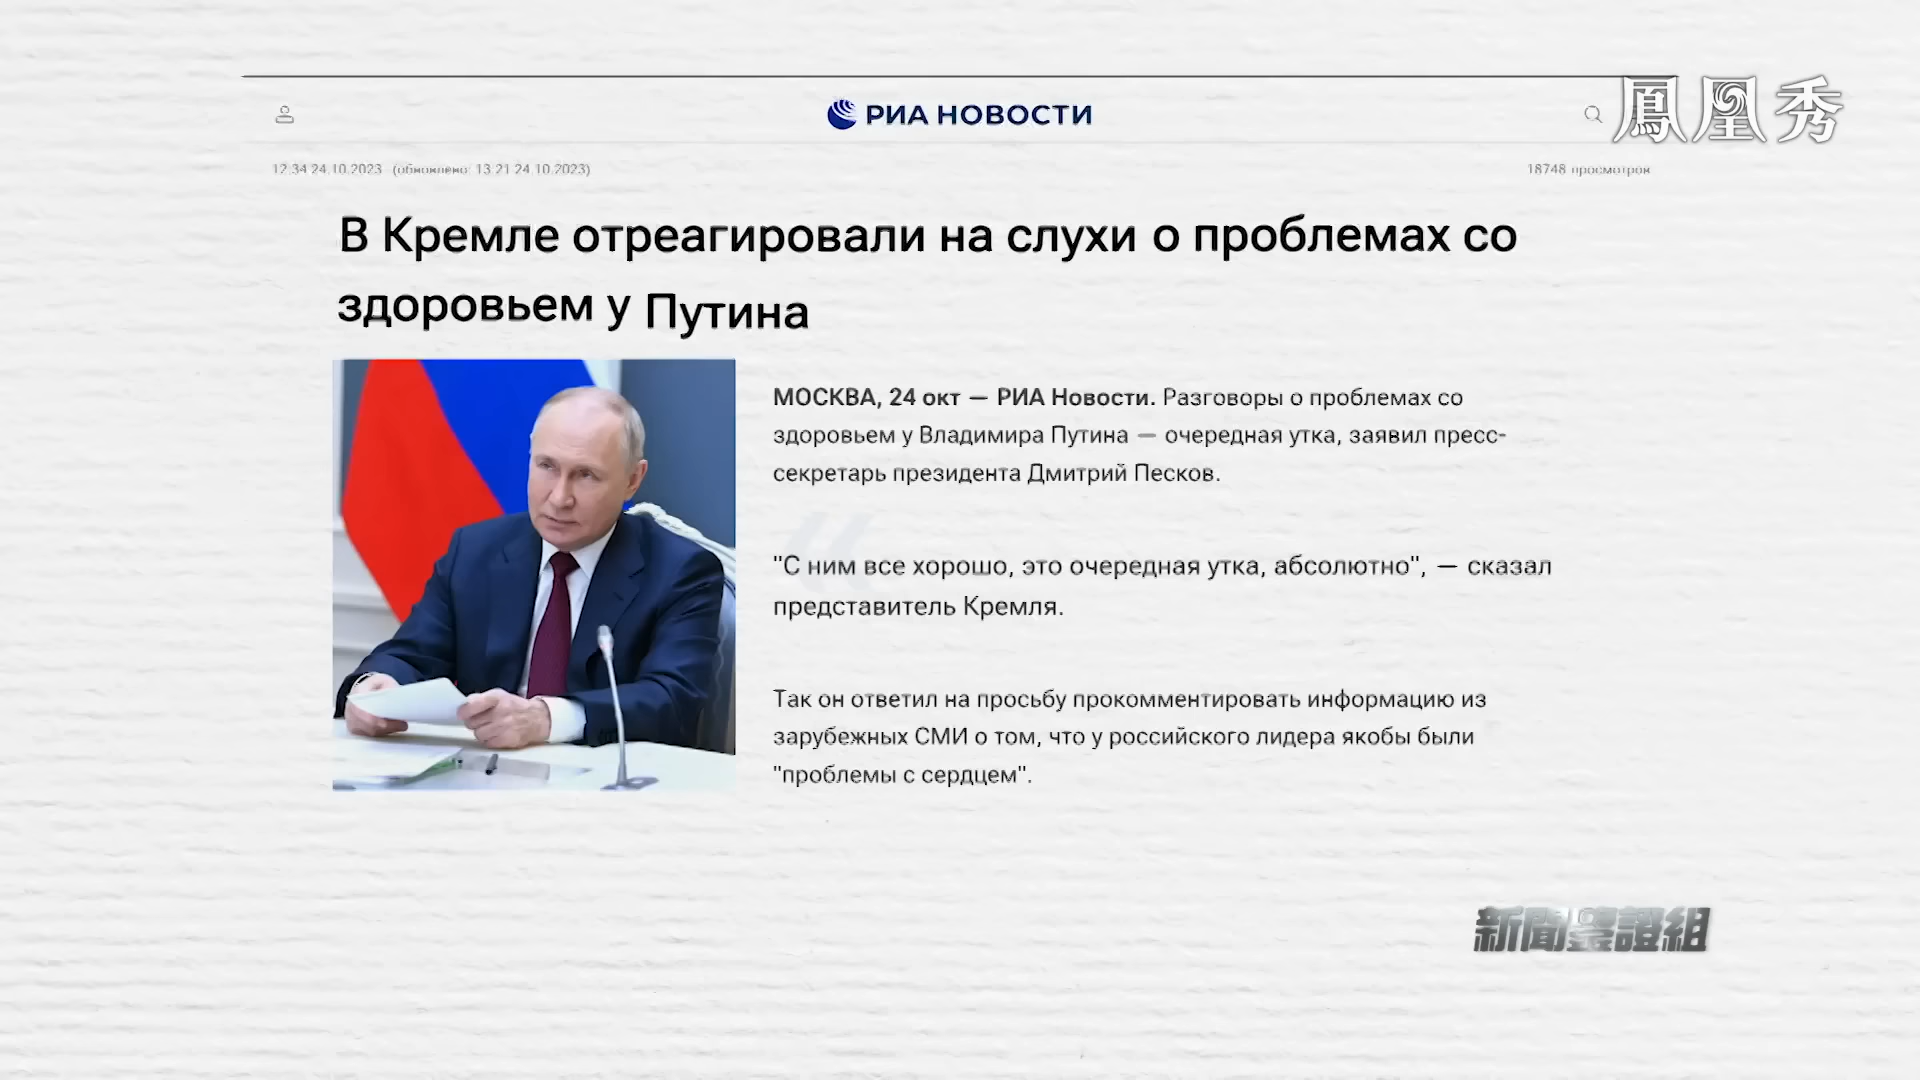 РИА НОВОСТИ
鳳凰秀
12:34 24.10.2023 (обновлено: 13:21 24.10.2023)
18748 просмотров
В Кремле отреагировали на слухи о проблемах со
здоровьем у Путина
МОСКВА, 24 окт — РИА Новости. Разговоры о проблемах со
здоровьем у Владимира Путина — очередная утка, заявил пресс-
секретарь президента Дмитрий Песков.
"С ним все хорошо, это очередная утка, абсолютно", — сказал
представитель Кремля.
Так он ответил на просьбу прокомментировать информацию из
зарубежных СМИ о том, что у российского лидера якобы были
"проблемы с сердцем".
新聞鑒證組